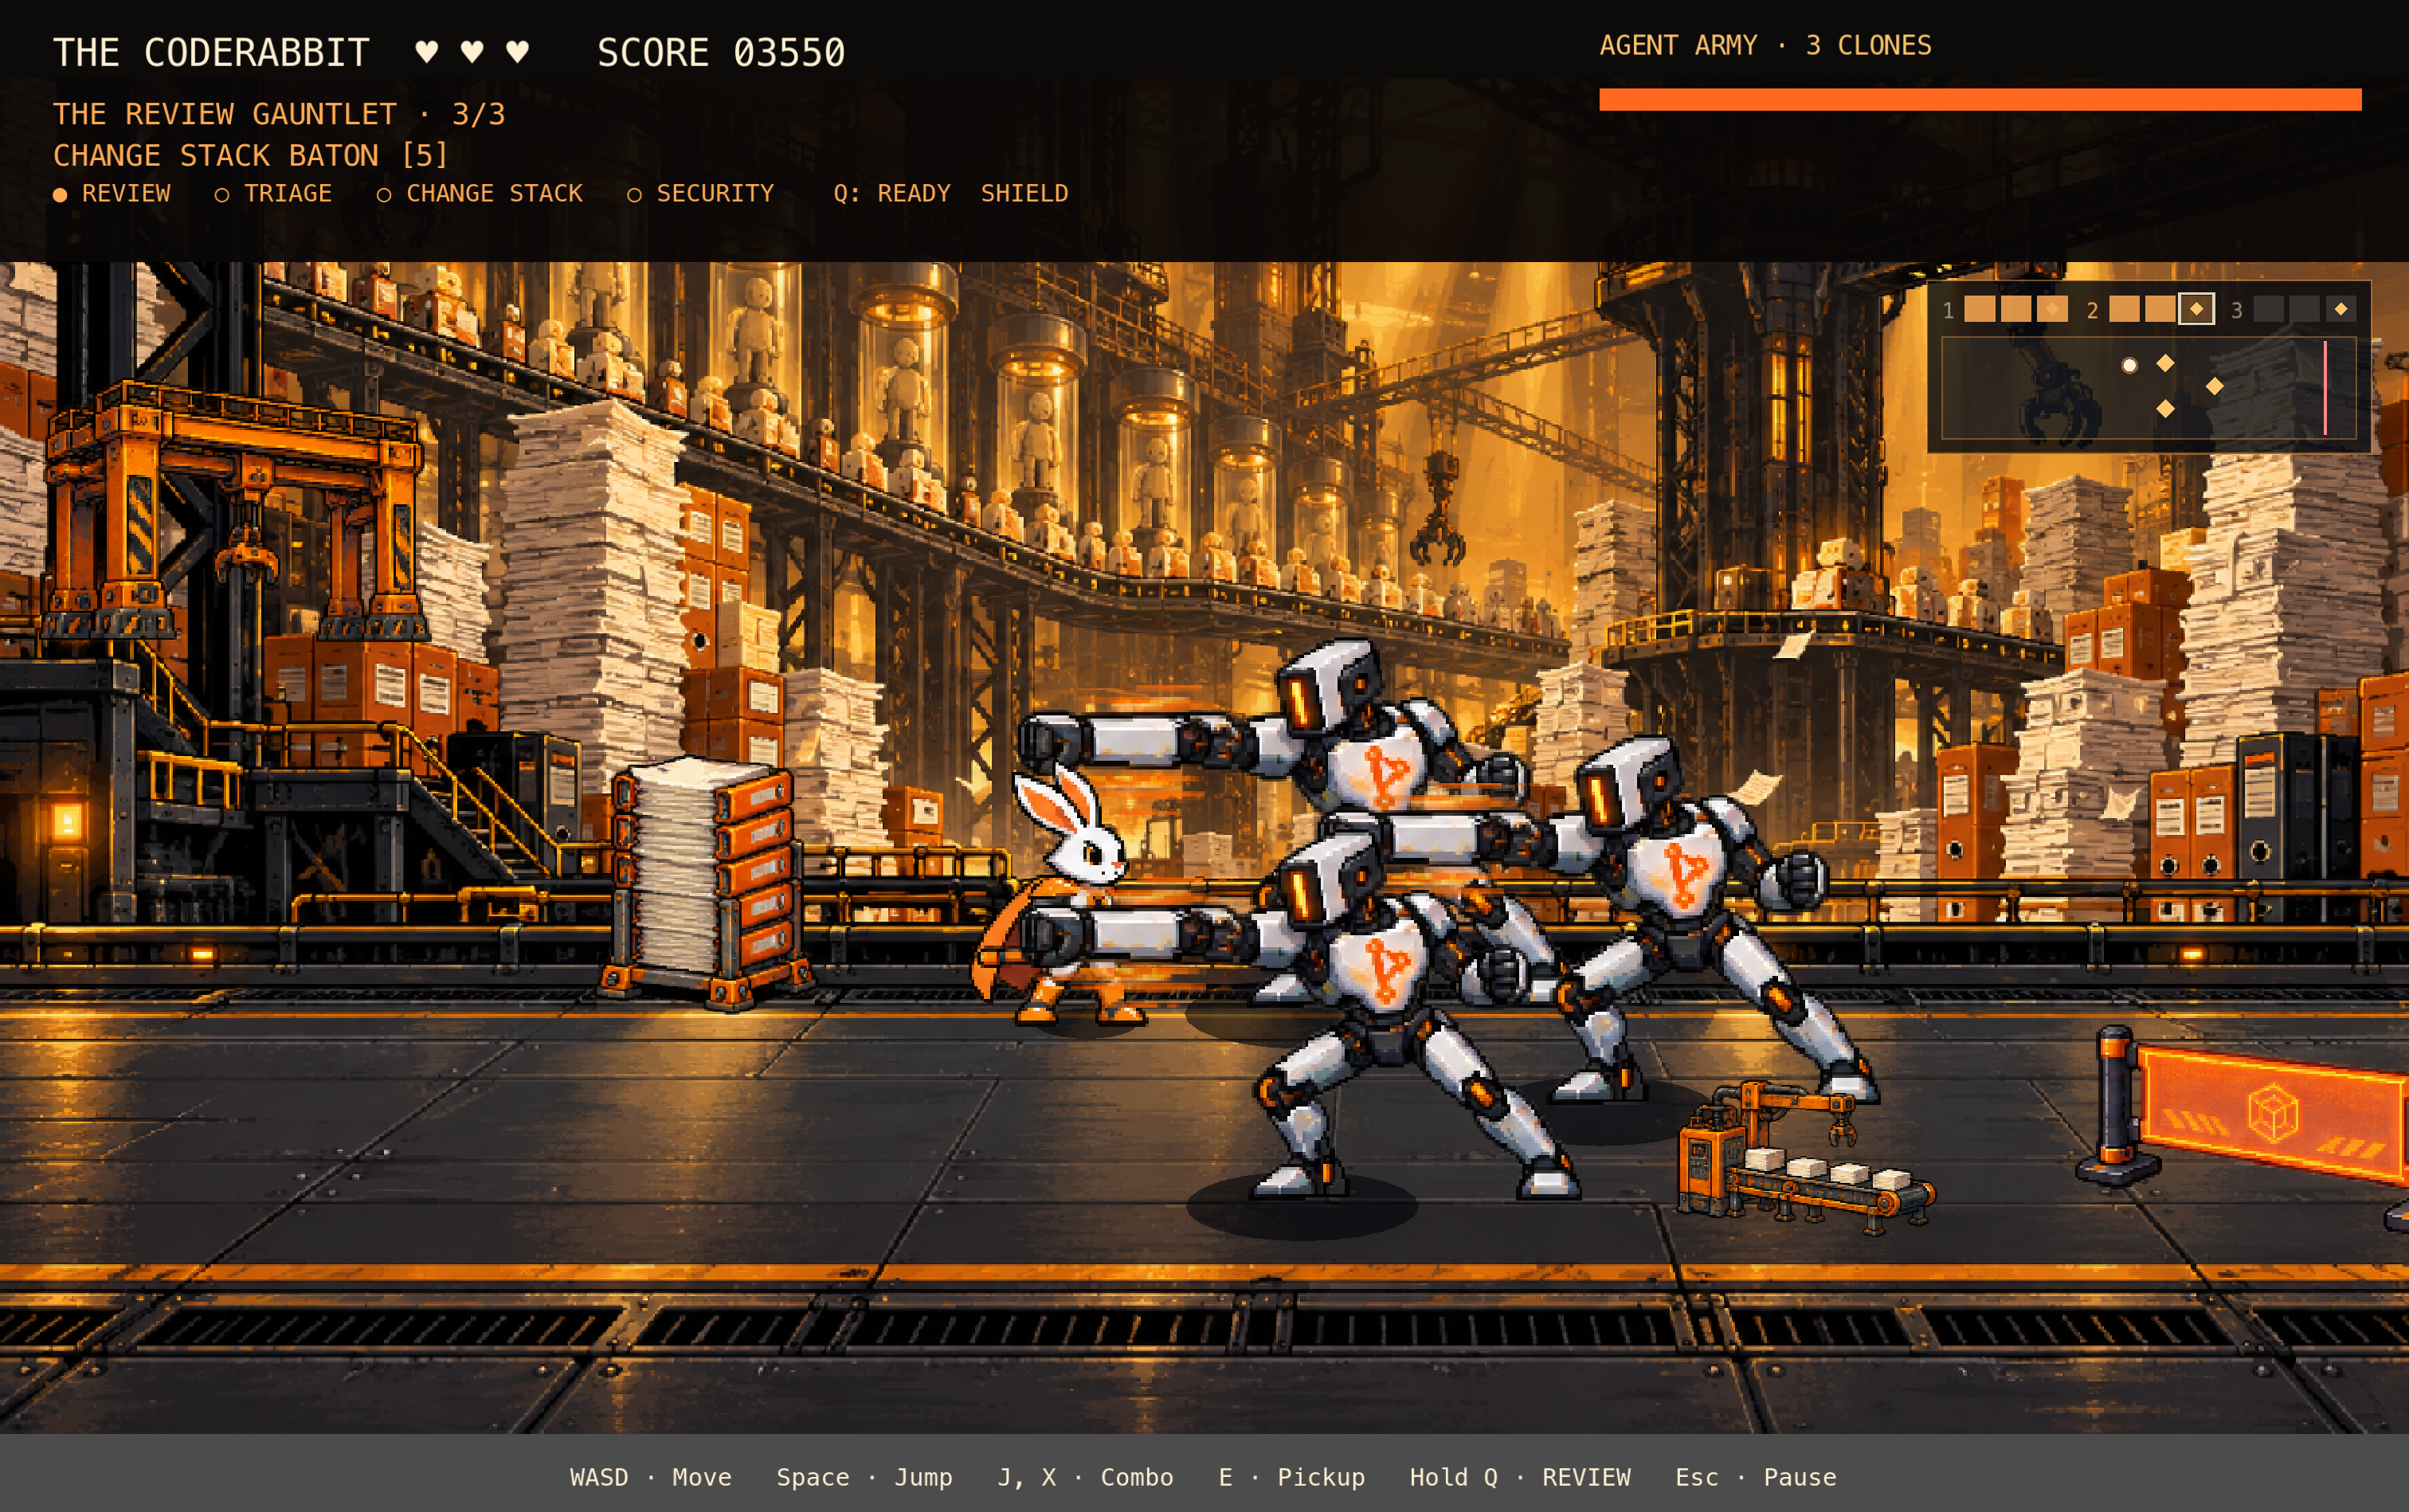 THE CODERABBIT ♥ ♥ ♥ SCORE 03550
AGENT ARMY · 3 CLONES
THE REVIEW GAUNTLET · 3/3
CHANGE STACK BATON [5]
● REVIEW ○ TRIAGE ○ CHANGE STACK ○ SECURITY Q: READY SHIELD
1 2 3
WASD · Move Space · Jump J, X · Combo E · Pickup Hold Q · REVIEW Esc · Pause